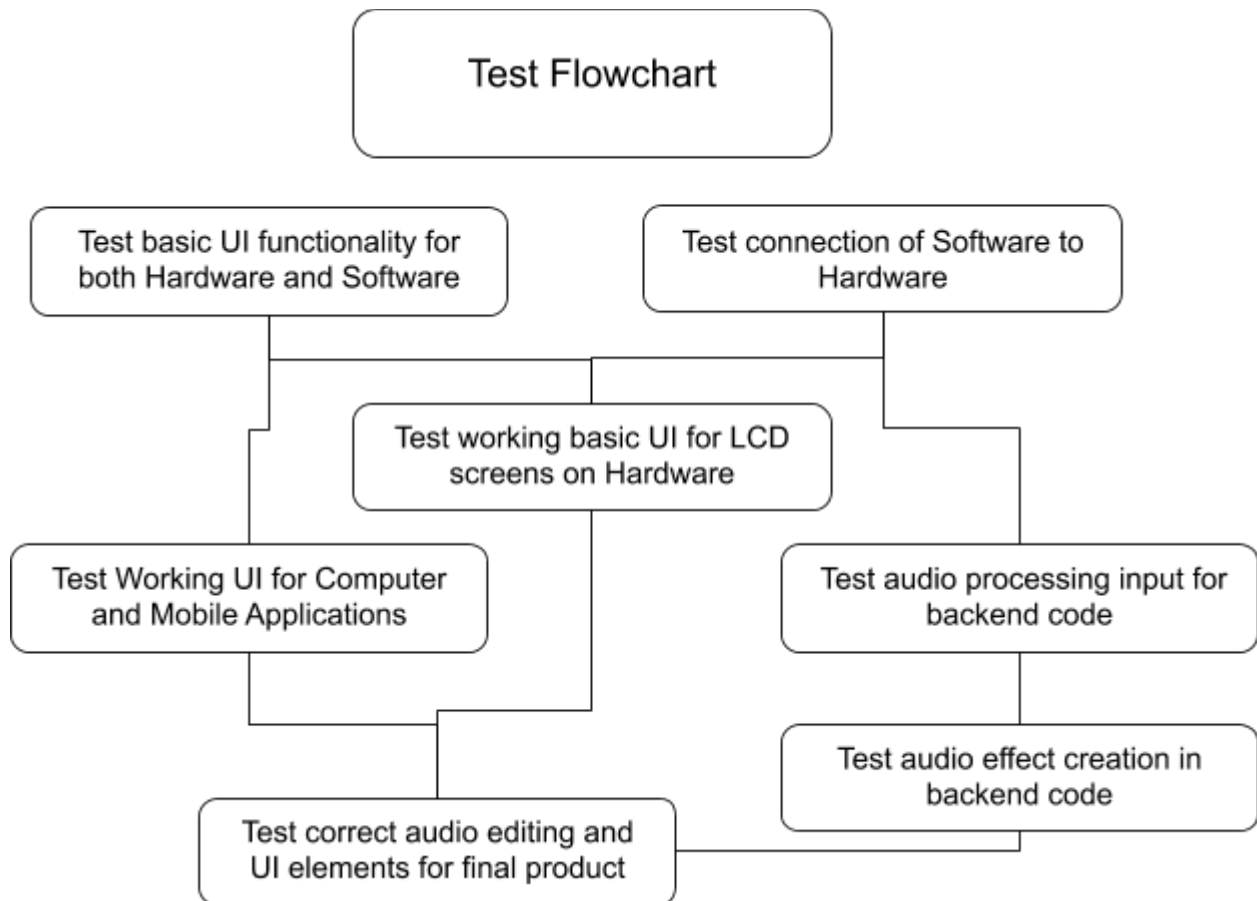 Test Flowchart
Test basic UI functionality for
both Hardware and Software
Test connection of Software to
Hardware
Test working basic UI for LCD
screens on Hardware
Test Working UI for Computer
and Mobile Applications
Test audio processing input for
backend code
Test audio effect creation in
backend code
Test correct audio editing and
UI elements for final product